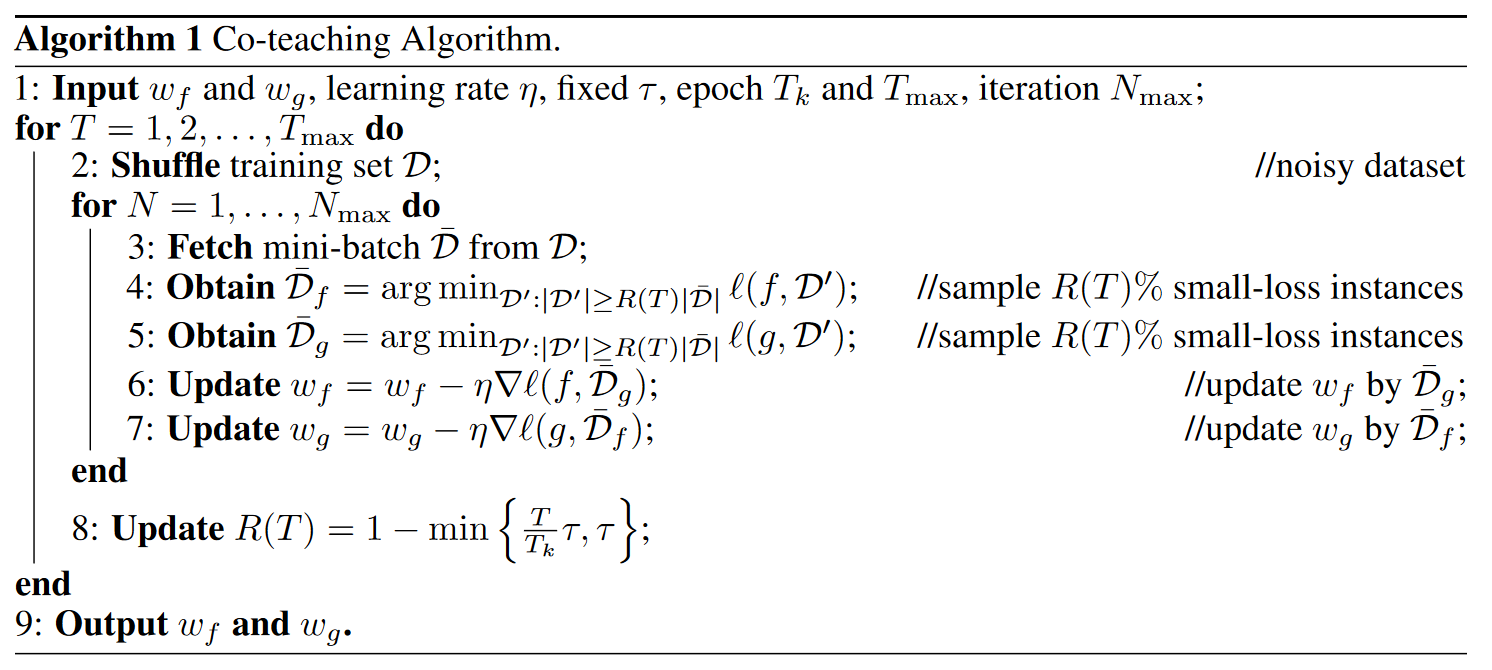 Algorithm 1 Co-teaching Algorithm.
1: Input $w_f$ and $w_g$, learning rate $\eta$, fixed $\tau$, epoch $T_k$ and $T_{\max}$, iteration $N_{\max}$;
for $T = 1, 2, \ldots, T_{\max}$ do
2: Shuffle training set $\mathcal{D}$; //noisy dataset
for $N = 1, \ldots, N_{\max}$ do
3: Fetch mini-batch $\bar{\mathcal{D}}$ from $\mathcal{D}$;
4: Obtain $\bar{\mathcal{D}}_f = \arg\min_{\mathcal{D}':|\mathcal{D}'|\geq R(T)|\bar{\mathcal{D}}|} \ell(f, \mathcal{D}')$; //sample $R(T)\%$ small-loss instances
5: Obtain $\bar{\mathcal{D}}_g = \arg\min_{\mathcal{D}':|\mathcal{D}'|\geq R(T)|\bar{\mathcal{D}}|} \ell(g, \mathcal{D}')$; //sample $R(T)\%$ small-loss instances
6: Update $w_f = w_f - \eta\nabla\ell(f, \bar{\mathcal{D}}_g)$; //update $w_f$ by $\bar{\mathcal{D}}_g$;
7: Update $w_g = w_g - \eta\nabla\ell(g, \bar{\mathcal{D}}_f)$; //update $w_g$ by $\bar{\mathcal{D}}_f$;
end
8: Update $R(T) = 1 - \min\left\{\frac{T}{T_k}\tau, \tau\right\}$;
end
9: Output $w_f$ and $w_g$.